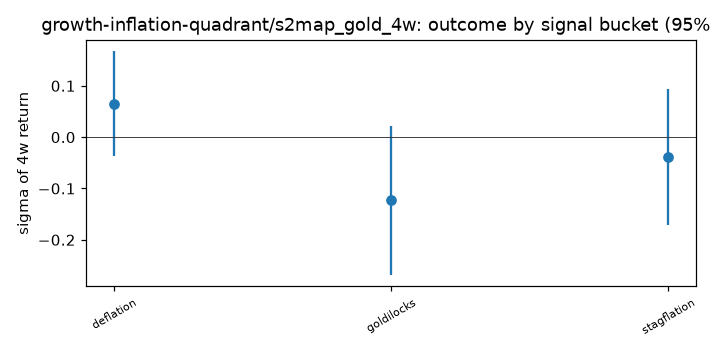 growth-inflation-quadrant/s2map_gold_4w: outcome by signal bucket (95%
sigma of 4w return
0.1
0.0
−0.1
−0.2
deflation
goldilocks
stagflation